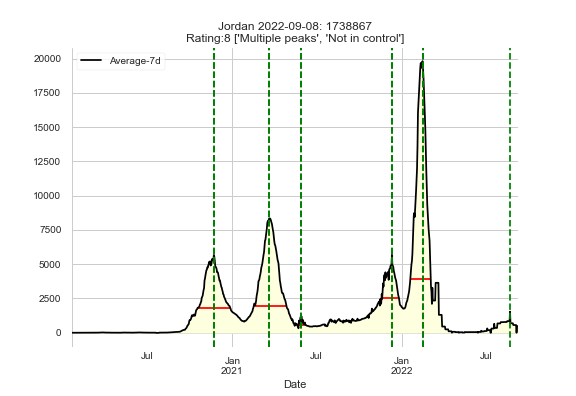 Jordan 2022-09-08: 1738867
Rating:8 ['Multiple peaks', 'Not in control']
Average-7d
20000
17500
15000
12500
10000
7500
5000
2500
0
Jul
Jan
2021
Jul
Jan
2022
Jul
Date